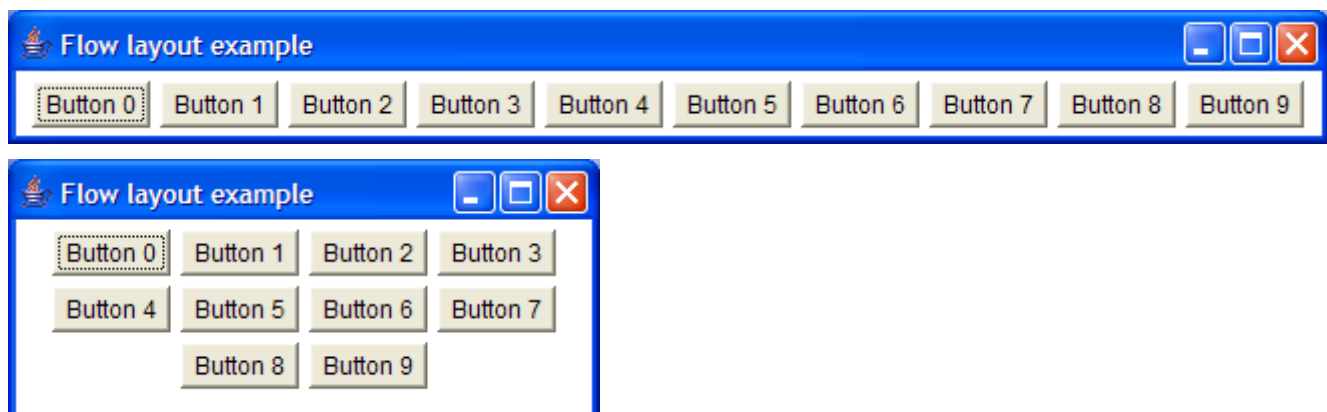 Flow layout example
Button 0 Button 1 Button 2 Button 3 Button 4 Button 5 Button 6 Button 7 Button 8 Button 9
Flow layout example
Button 0 Button 1 Button 2 Button 3
Button 4 Button 5 Button 6 Button 7
Button 8 Button 9